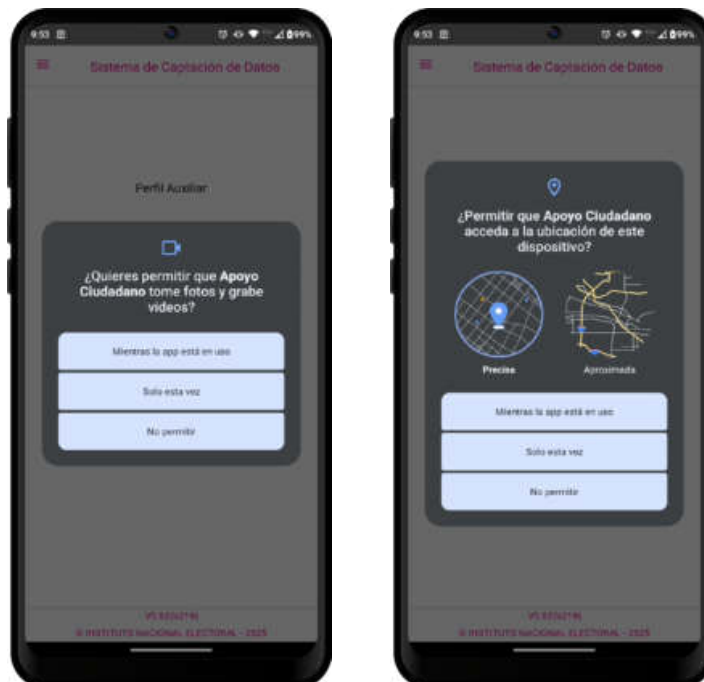 9:53
99%
Sistema de Captación de Datos
Perfil Auxiliar
¿Quieres permitir que Apoyo
Ciudadano tome fotos y grabe
videos?
Mientras la app está en uso
Solo esta vez
No permitir
© INSTITUTO NACIONAL ELECTORAL - 2025
9:53
99%
Sistema de Captación de Datos
¿Permitir que Apoyo Ciudadano
acceda a la ubicación de este
dispositivo?
Precisa
Aproximada
Mientras la app está en uso
Solo esta vez
No permitir
© INSTITUTO NACIONAL ELECTORAL - 2025